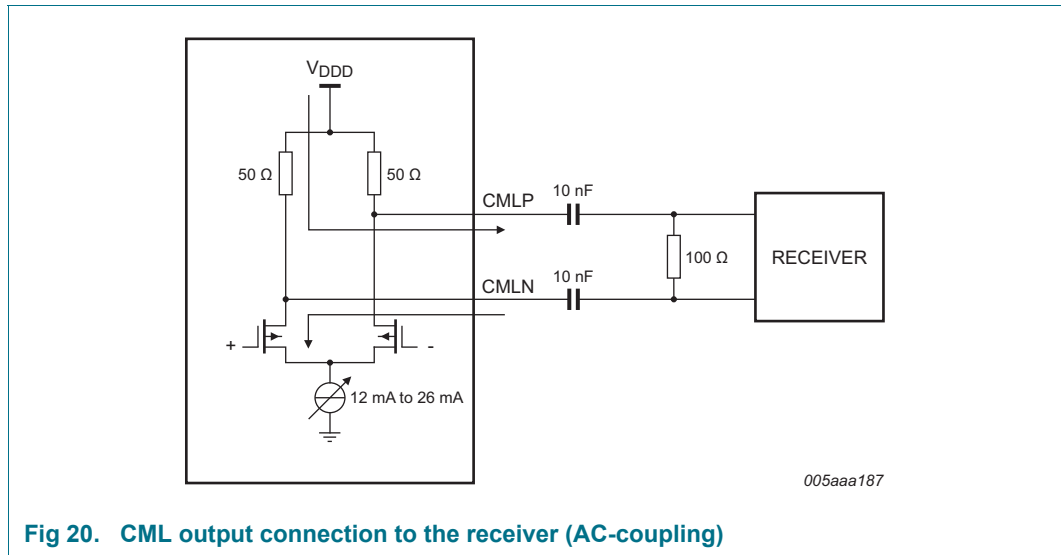 VDDD
50 Ω
50 Ω
CMLP
10 nF
100 Ω
RECEIVER
CMLN
10 nF
+
-
12 mA to 26 mA
005aaa187
Fig 20. CML output connection to the receiver (AC-coupling)